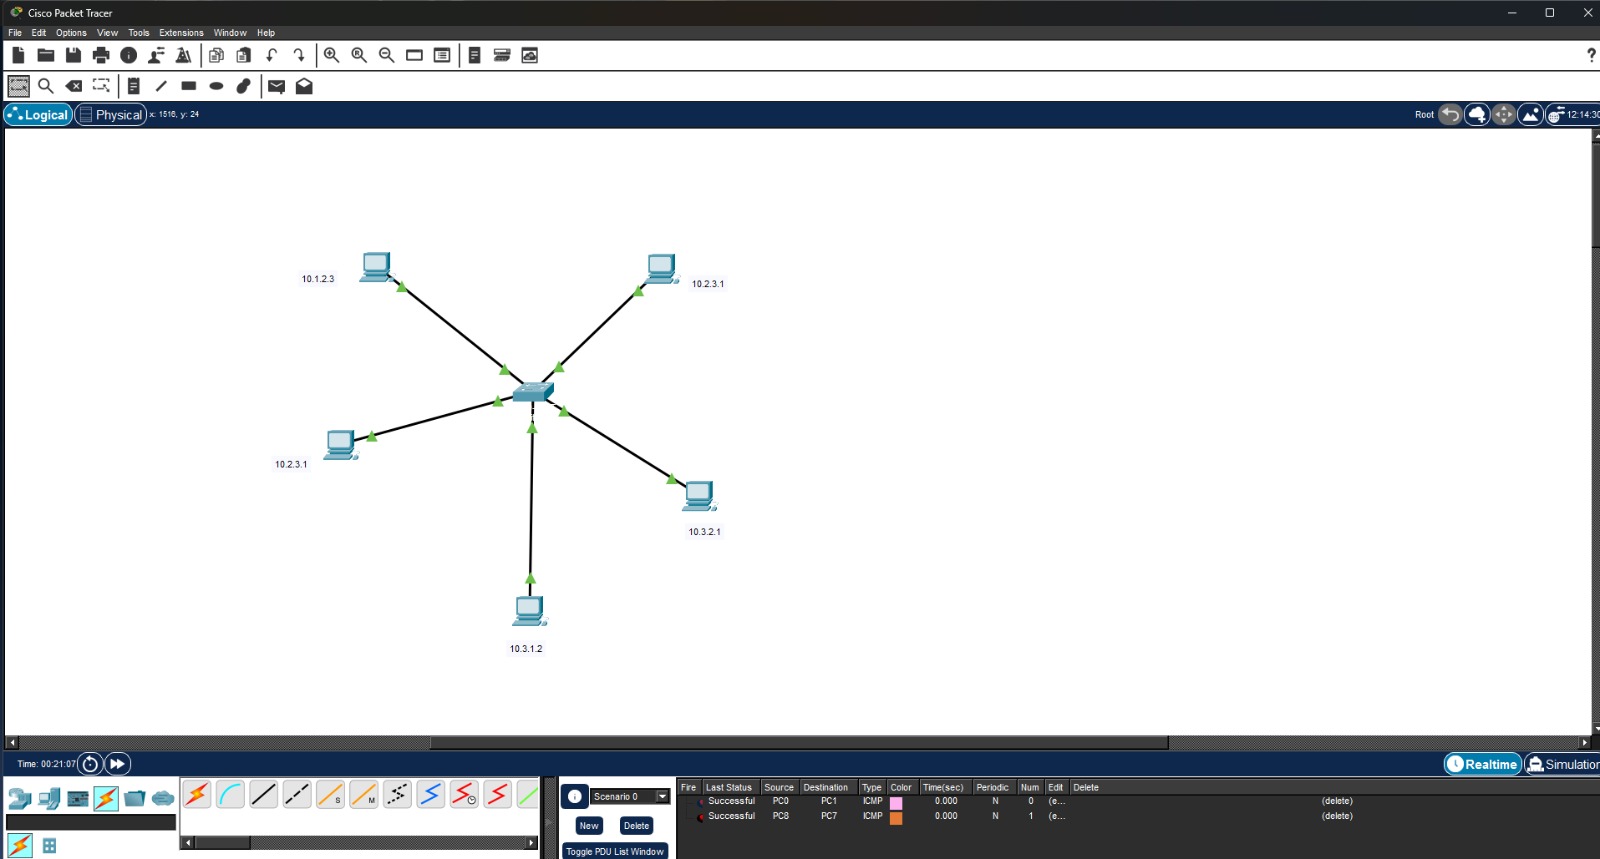 Cisco Packet Tracer
File Edit Options View Tools Extensions Window Help
?
Logical Physical x: 1516, y: 24 Root 12:14:30
10.1.2.3
10.2.3.1
10.2.3.1
10.3.2.1
10.3.1.2
Time: 00:21:07 Realtime Simulation
S M
Scenario 0
New Delete
Toggle PDU List Window
Fire Last Status Source Destination Type Color Time(sec) Periodic Num Edit Delete
Successful PC0 PC1 ICMP 0.000 N 0 (e... (delete)
Successful PC8 PC7 ICMP 0.000 N 1 (e... (delete)